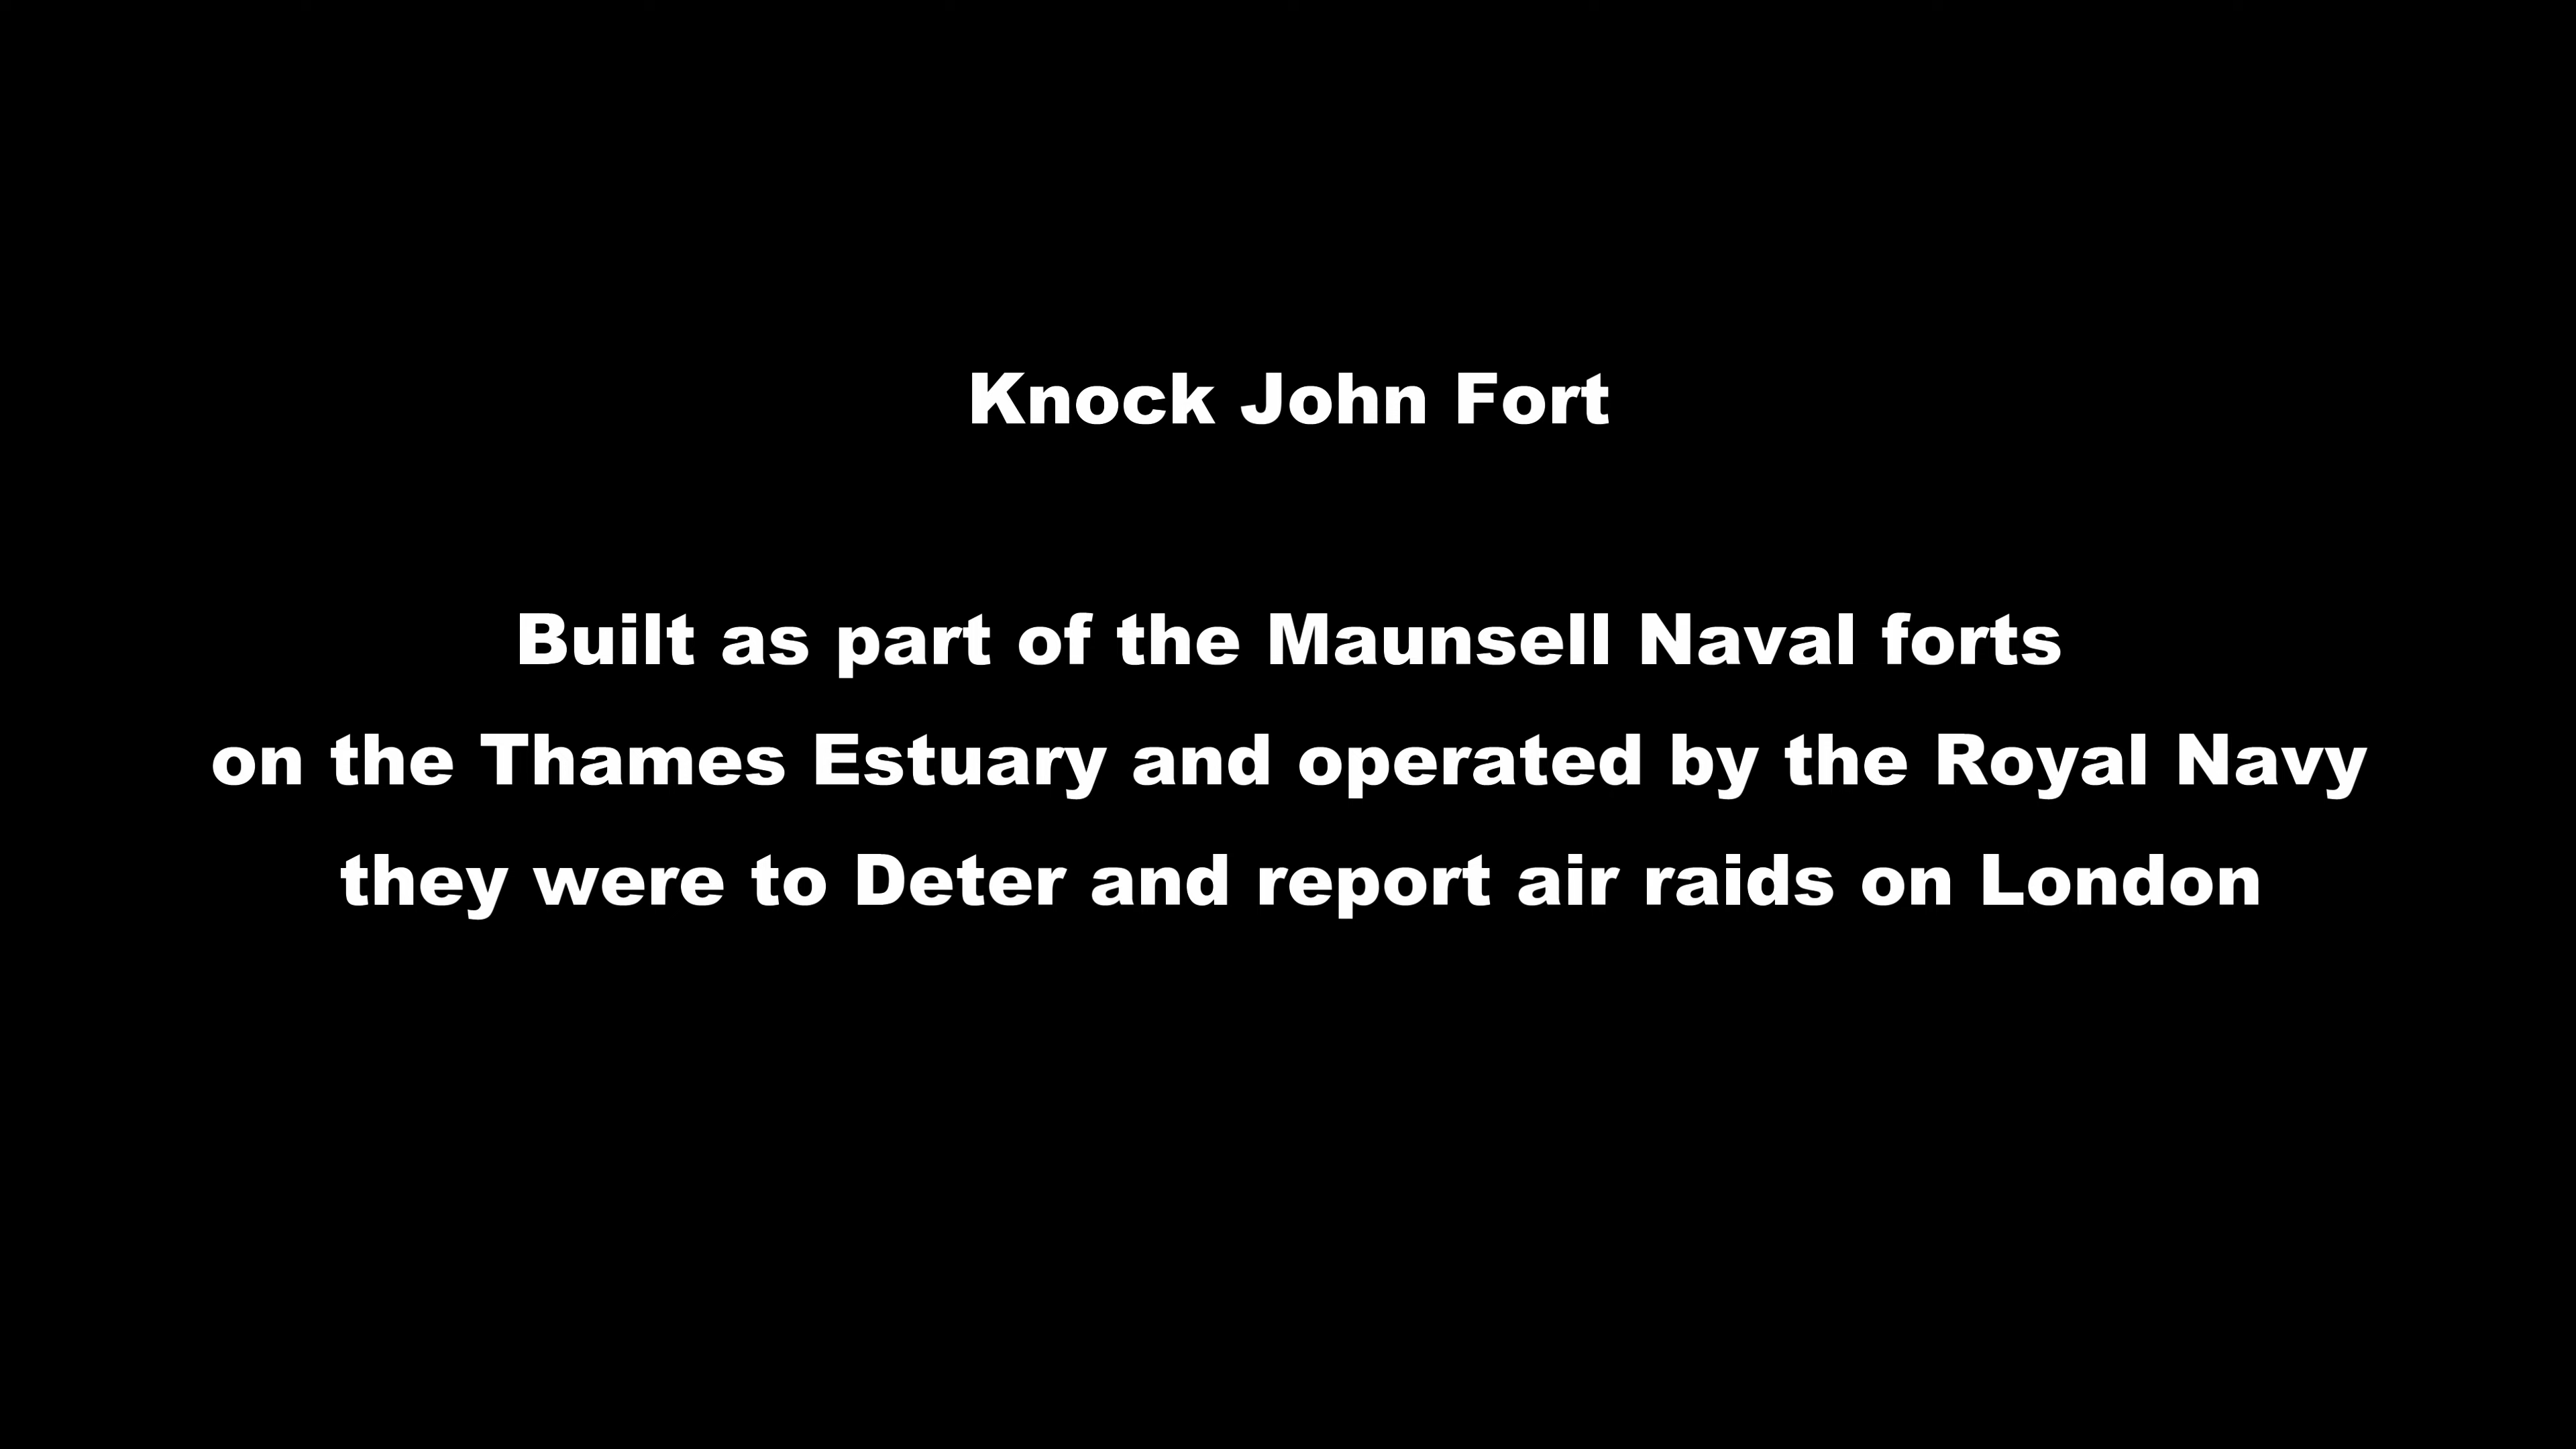 Knock John Fort
Built as part of the Maunsell Naval forts
on the Thames Estuary and operated by the Royal Navy
they were to Deter and report air raids on London